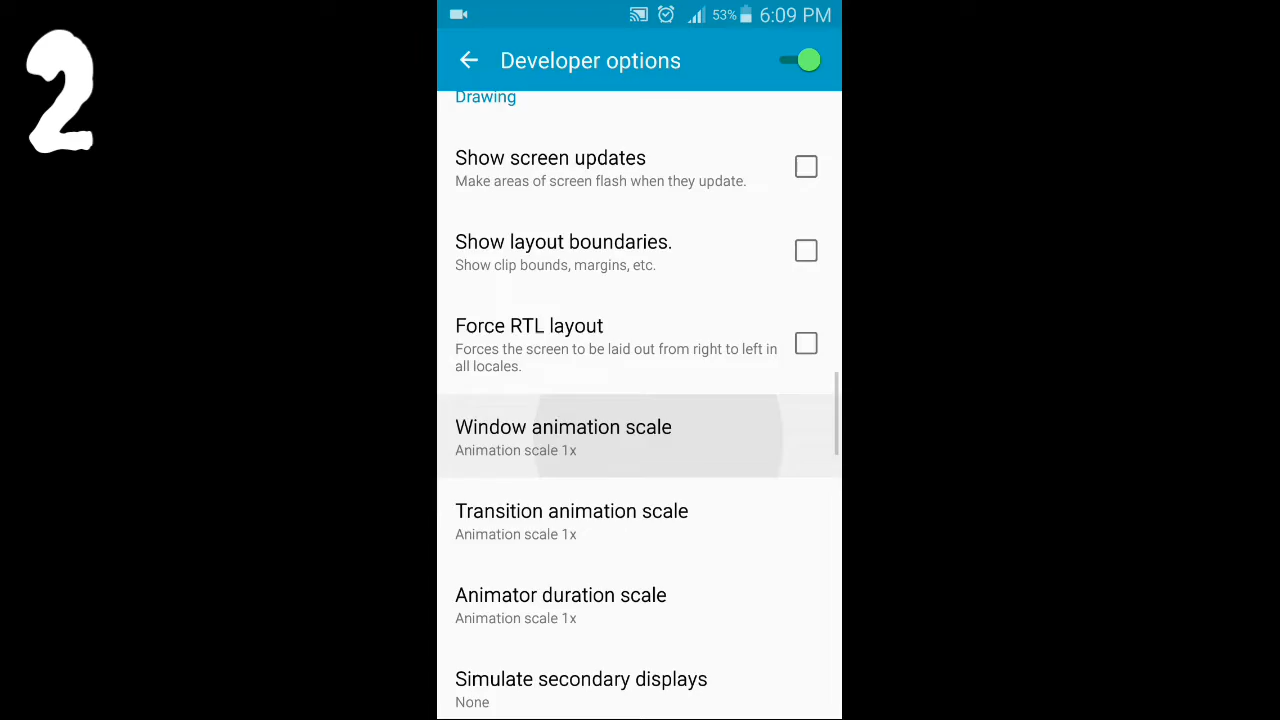 2
53% 6:09 PM
Developer options
Drawing
Show screen updates
Make areas of screen flash when they update.
Show layout boundaries.
Show clip bounds, margins, etc.
Force RTL layout
Forces the screen to be laid out from right to left in
all locales.
Window animation scale
Animation scale 1x
Transition animation scale
Animation scale 1x
Animator duration scale
Animation scale 1x
Simulate secondary displays
None